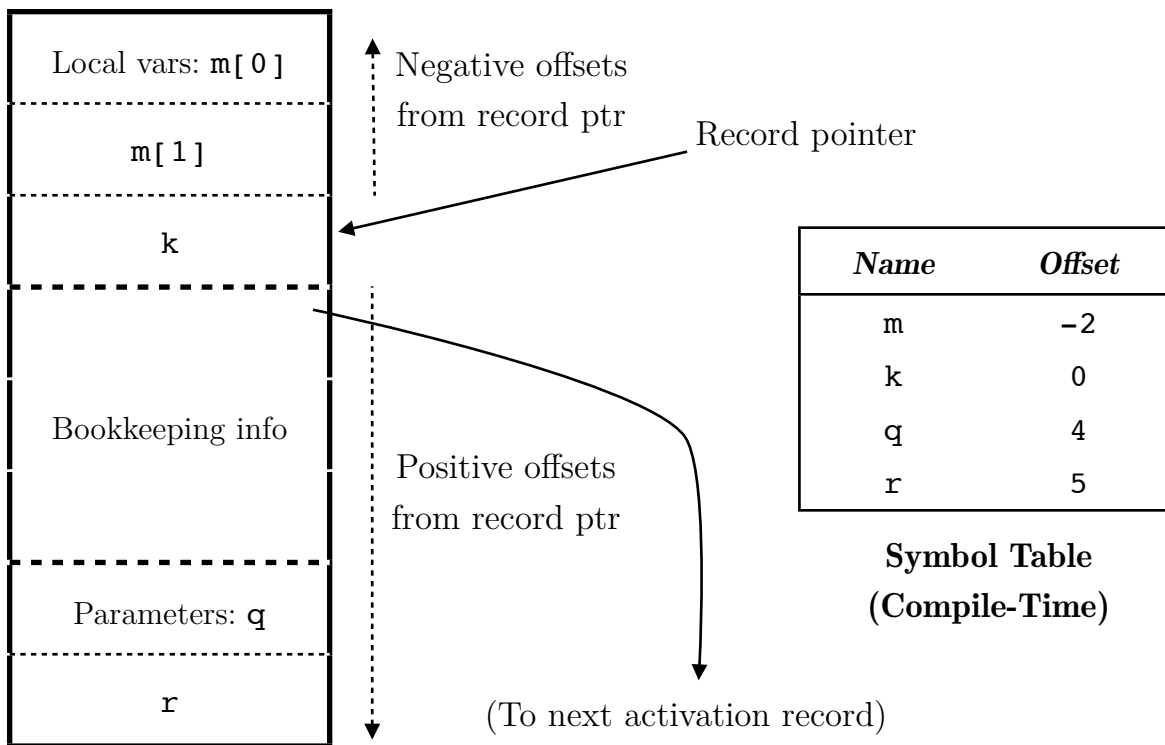 Local vars: m[0]
m[1]
k
Bookkeeping info
Parameters: q
r
Negative offsets
from record ptr
Record pointer
Positive offsets
from record ptr
(To next activation record)
Name Offset
m -2
k 0
q 4
r 5
Symbol Table
(Compile-Time)